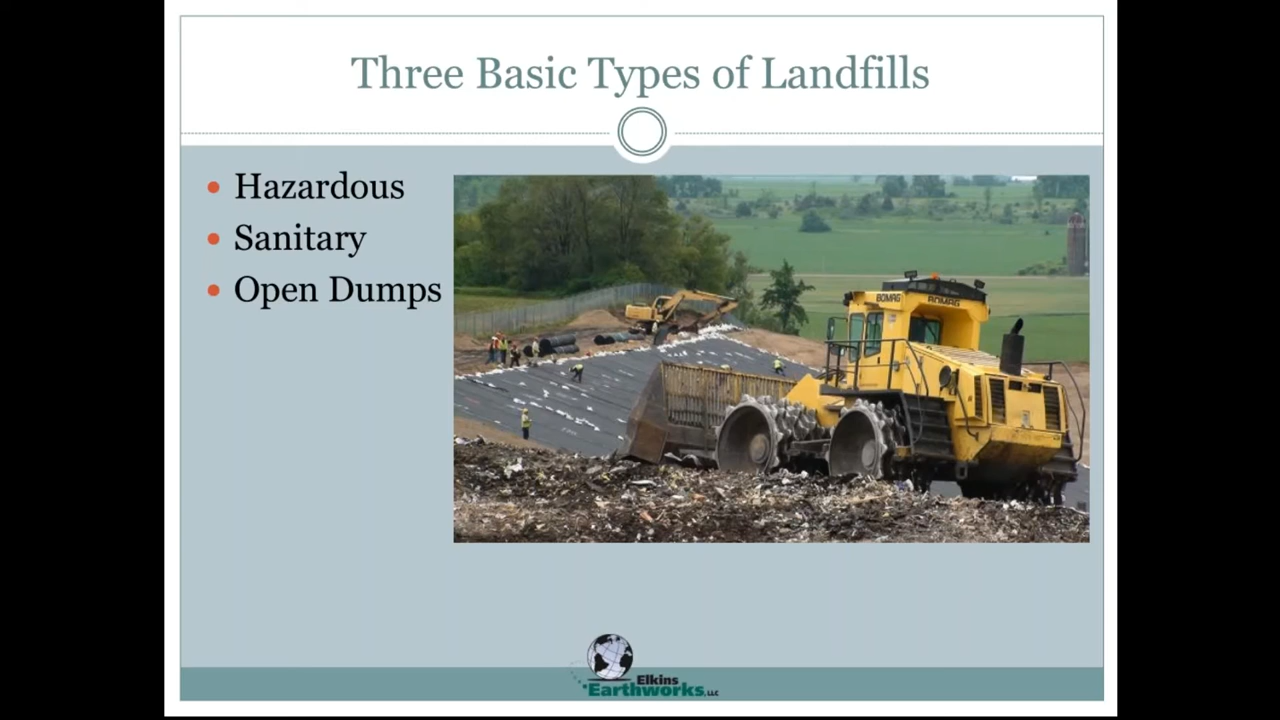 Three Basic Types of Landfills
Hazardous
Sanitary
Open Dumps
BOMAG
BOMAG
Elkins
Earthworks, LLC